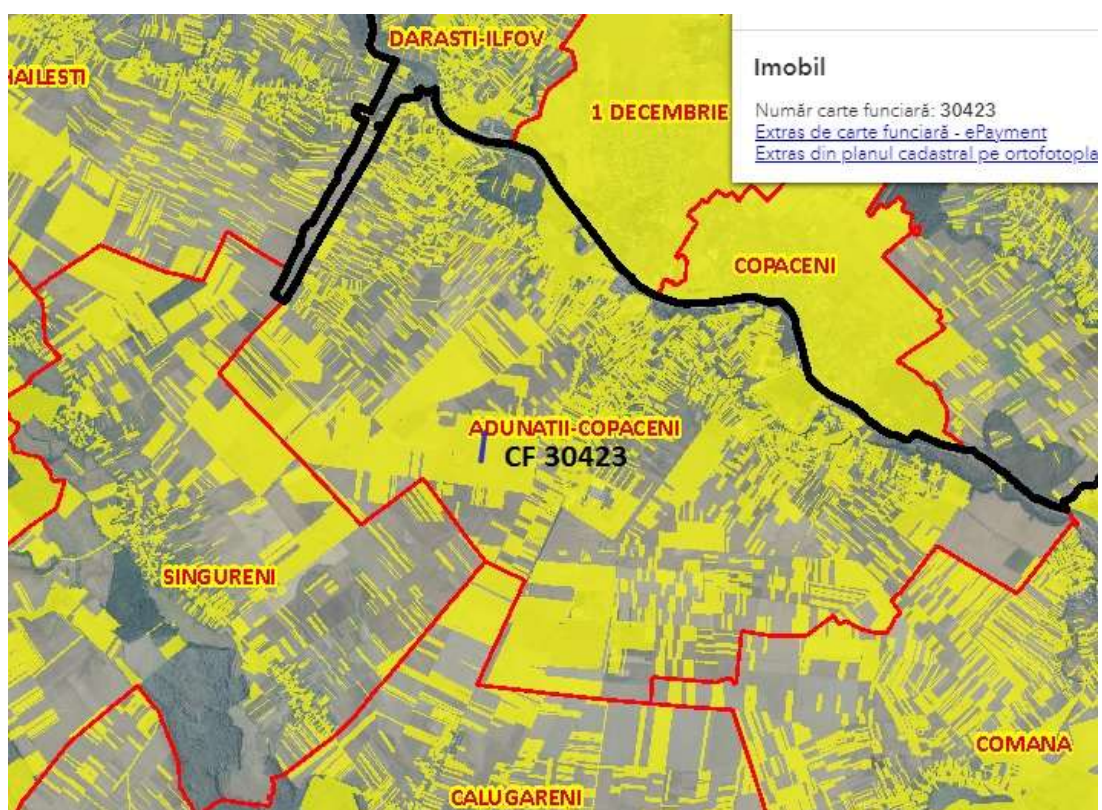 DARASTI-ILFOV
HAILESTI
1 DECEMBRIE
Imobil
Număr carte funciară: 30423
Extras de carte funciară - ePayment
Extras din planul cadastral pe ortofotopla
COPACENI
ADUNATII-COPACENI
CF 30423
SINGURENI
COMANA
CALUGARENI